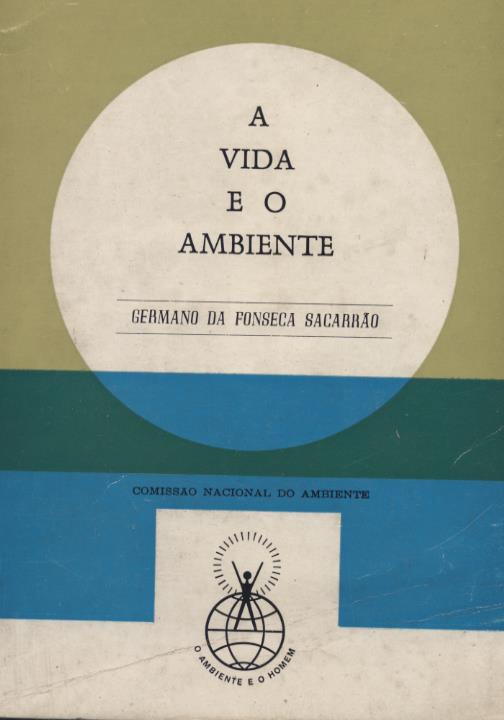 A
VIDA
E O
AMBIENTE
GERMANO DA FONSECA SACARRÃO
COMISSÃO NACIONAL DO AMBIENTE
O AMBIENTE E O HOMEM